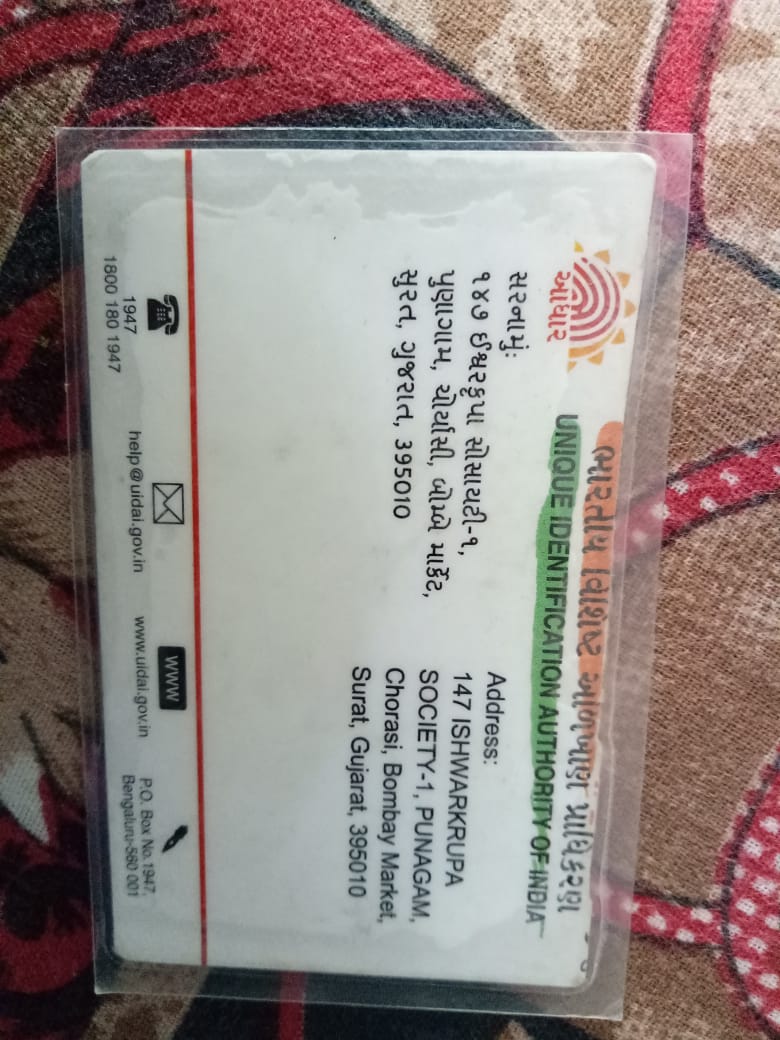 ભારતીય વિશિષ્ટ ઓળખાણ પ્રાધિકરણ
UNIQUE IDENTIFICATION AUTHORITY OF INDIA
આધાર
સરનામું:
૧૪૭ ઈશ્વરકૃપા સોસાયટી-૧,
પુણાગામ, ચોર્યાસી, બોમ્બે માર્કેટ,
સુરત, ગુજરાત, 395010
Address:
147 ISHWARKRUPA
SOCIETY-1, PUNAGAM,
Chorasi, Bombay Market,
Surat, Gujarat, 395010
1947
1800 180 1947
help@uidai.gov.in
WWW
www.uidai.gov.in
P.O. Box No.1947,
Bengaluru-560 001